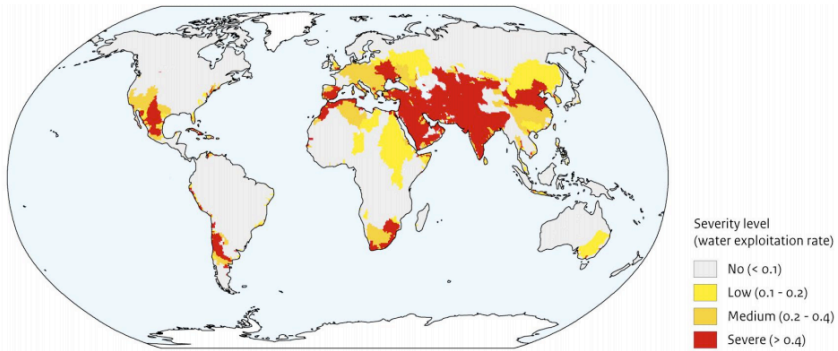 Severity level
(water exploitation rate)
No (< 0.1)
Low (0.1 - 0.2)
Medium (0.2 - 0.4)
Severe (> 0.4)